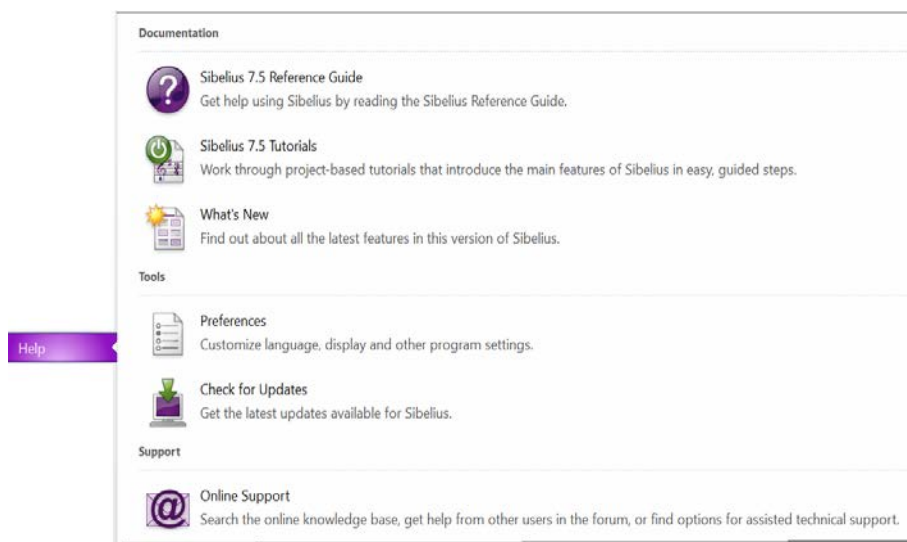 Documentation
Sibelius 7.5 Reference Guide
Get help using Sibelius by reading the Sibelius Reference Guide.
Sibelius 7.5 Tutorials
Work through project-based tutorials that introduce the main features of Sibelius in easy, guided steps.
What's New
Find out about all the latest features in this version of Sibelius.
Tools
Help
Preferences
Customize language, display and other program settings.
Check for Updates
Get the latest updates available for Sibelius.
Support
Online Support
Search the online knowledge base, get help from other users in the forum, or find options for assisted technical support.